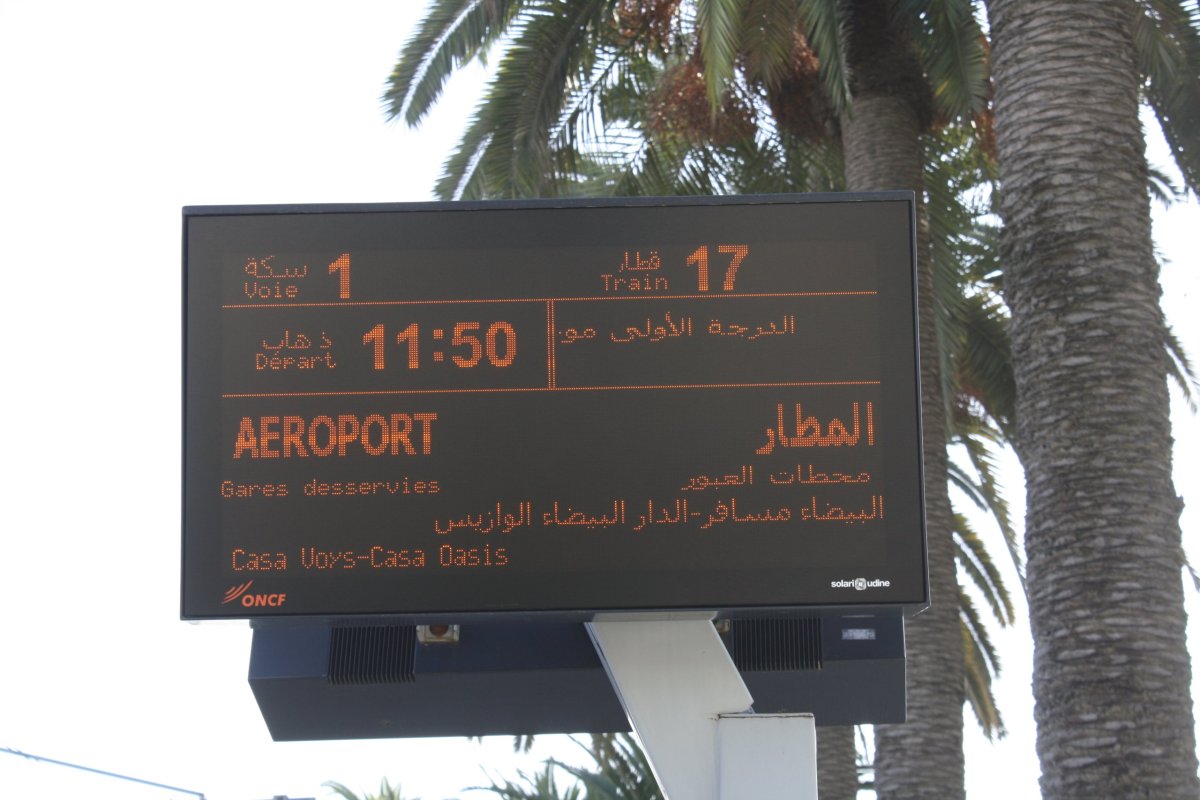 سكة 1 قطار 17
Voie Train
ذهاب 11:50 الدرجة الأولى مو.
Départ
AEROPORT المطار
محطات العبور
Gares desservies
البيضاء مسافر-الدار البيضاء الوازيس
Casa Voys-Casa Oasis
ONCF
solari udine